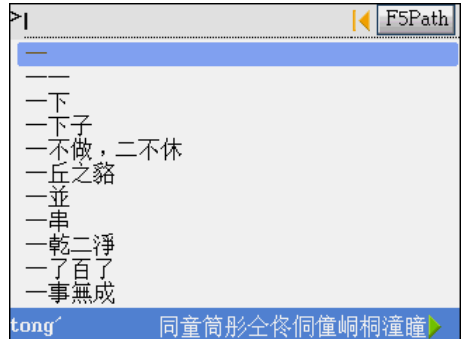 >
F5Path
一
一一
一下
一下子
一不做，二不休
一丘之貉
一並
一串
一乾二淨
一了百了
一事無成
tongˊ 同童筒彤仝佟侗僮峒桐潼瞳